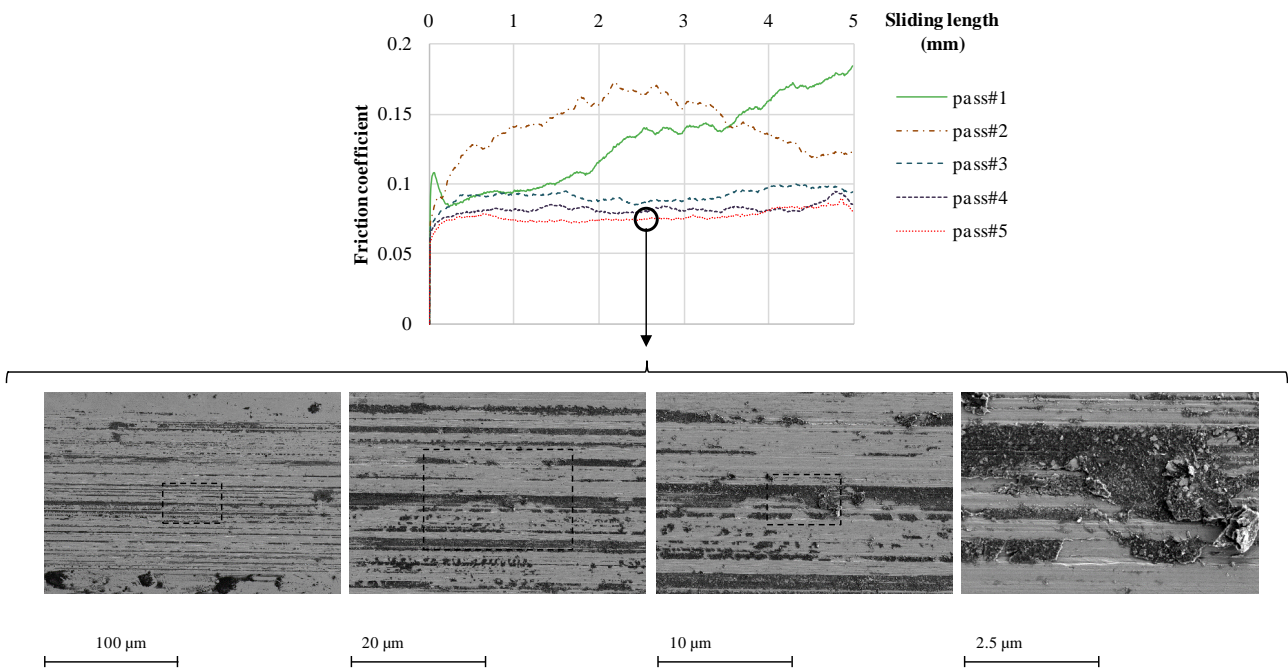 0 1 2 3 4 5 Sliding length
(mm)
0.2
0.15
0.1
0.05
0
Friction coefficient
pass#1
pass#2
pass#3
pass#4
pass#5
100 µm 20 µm 10 µm 2.5 µm